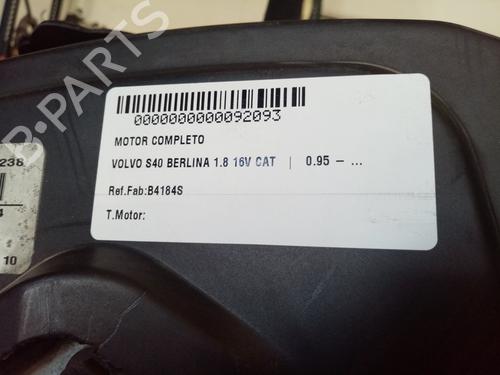 0000000000092093
MOTOR COMPLETO
VOLVO S40 BERLINA 1.8 16V CAT | 0.95 - ...
Ref.Fab:B4184S
T.Motor:
238
4
10
B-PARTS